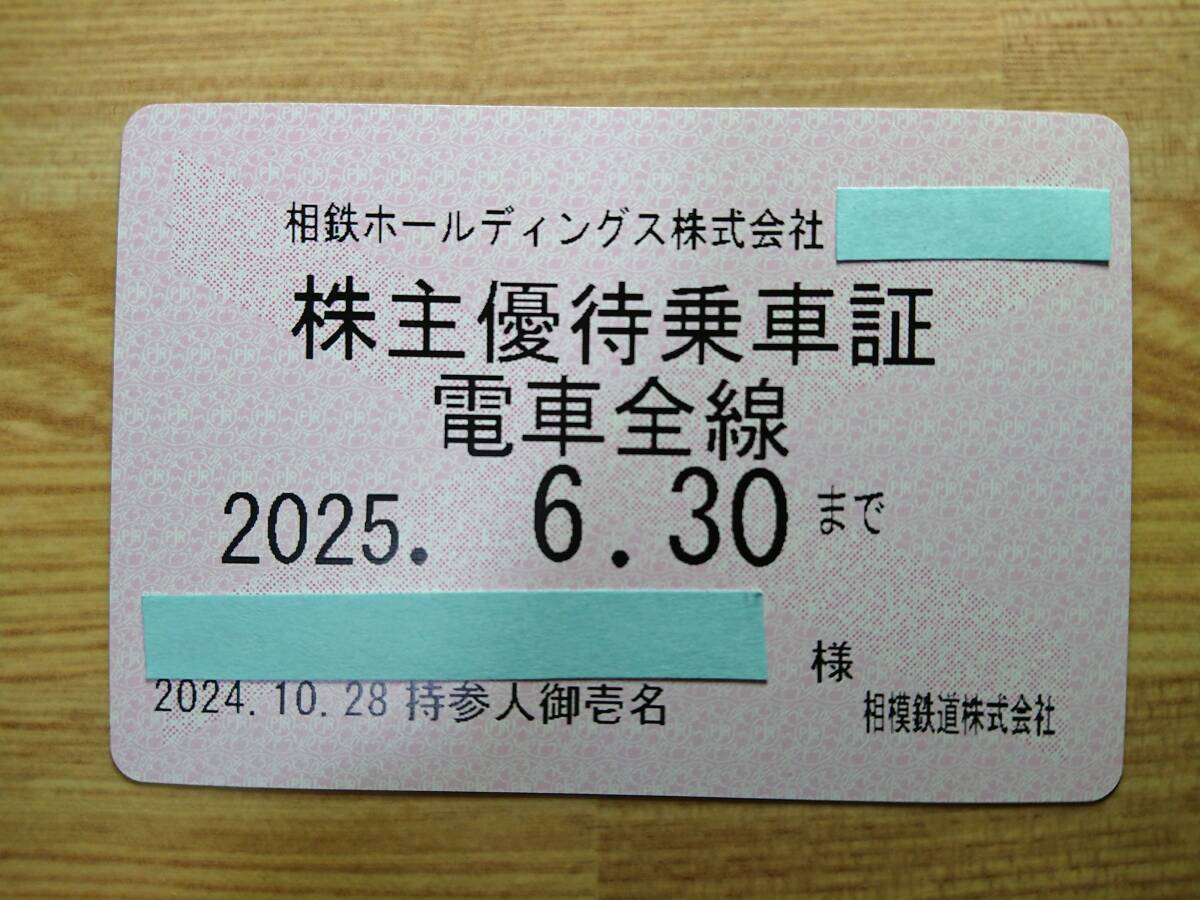 相鉄ホールディングス株式会社
株主優待乗車証
電車全線
2025. 6.30まで
様
2024.10.28 持参人御壱名
相模鉄道株式会社